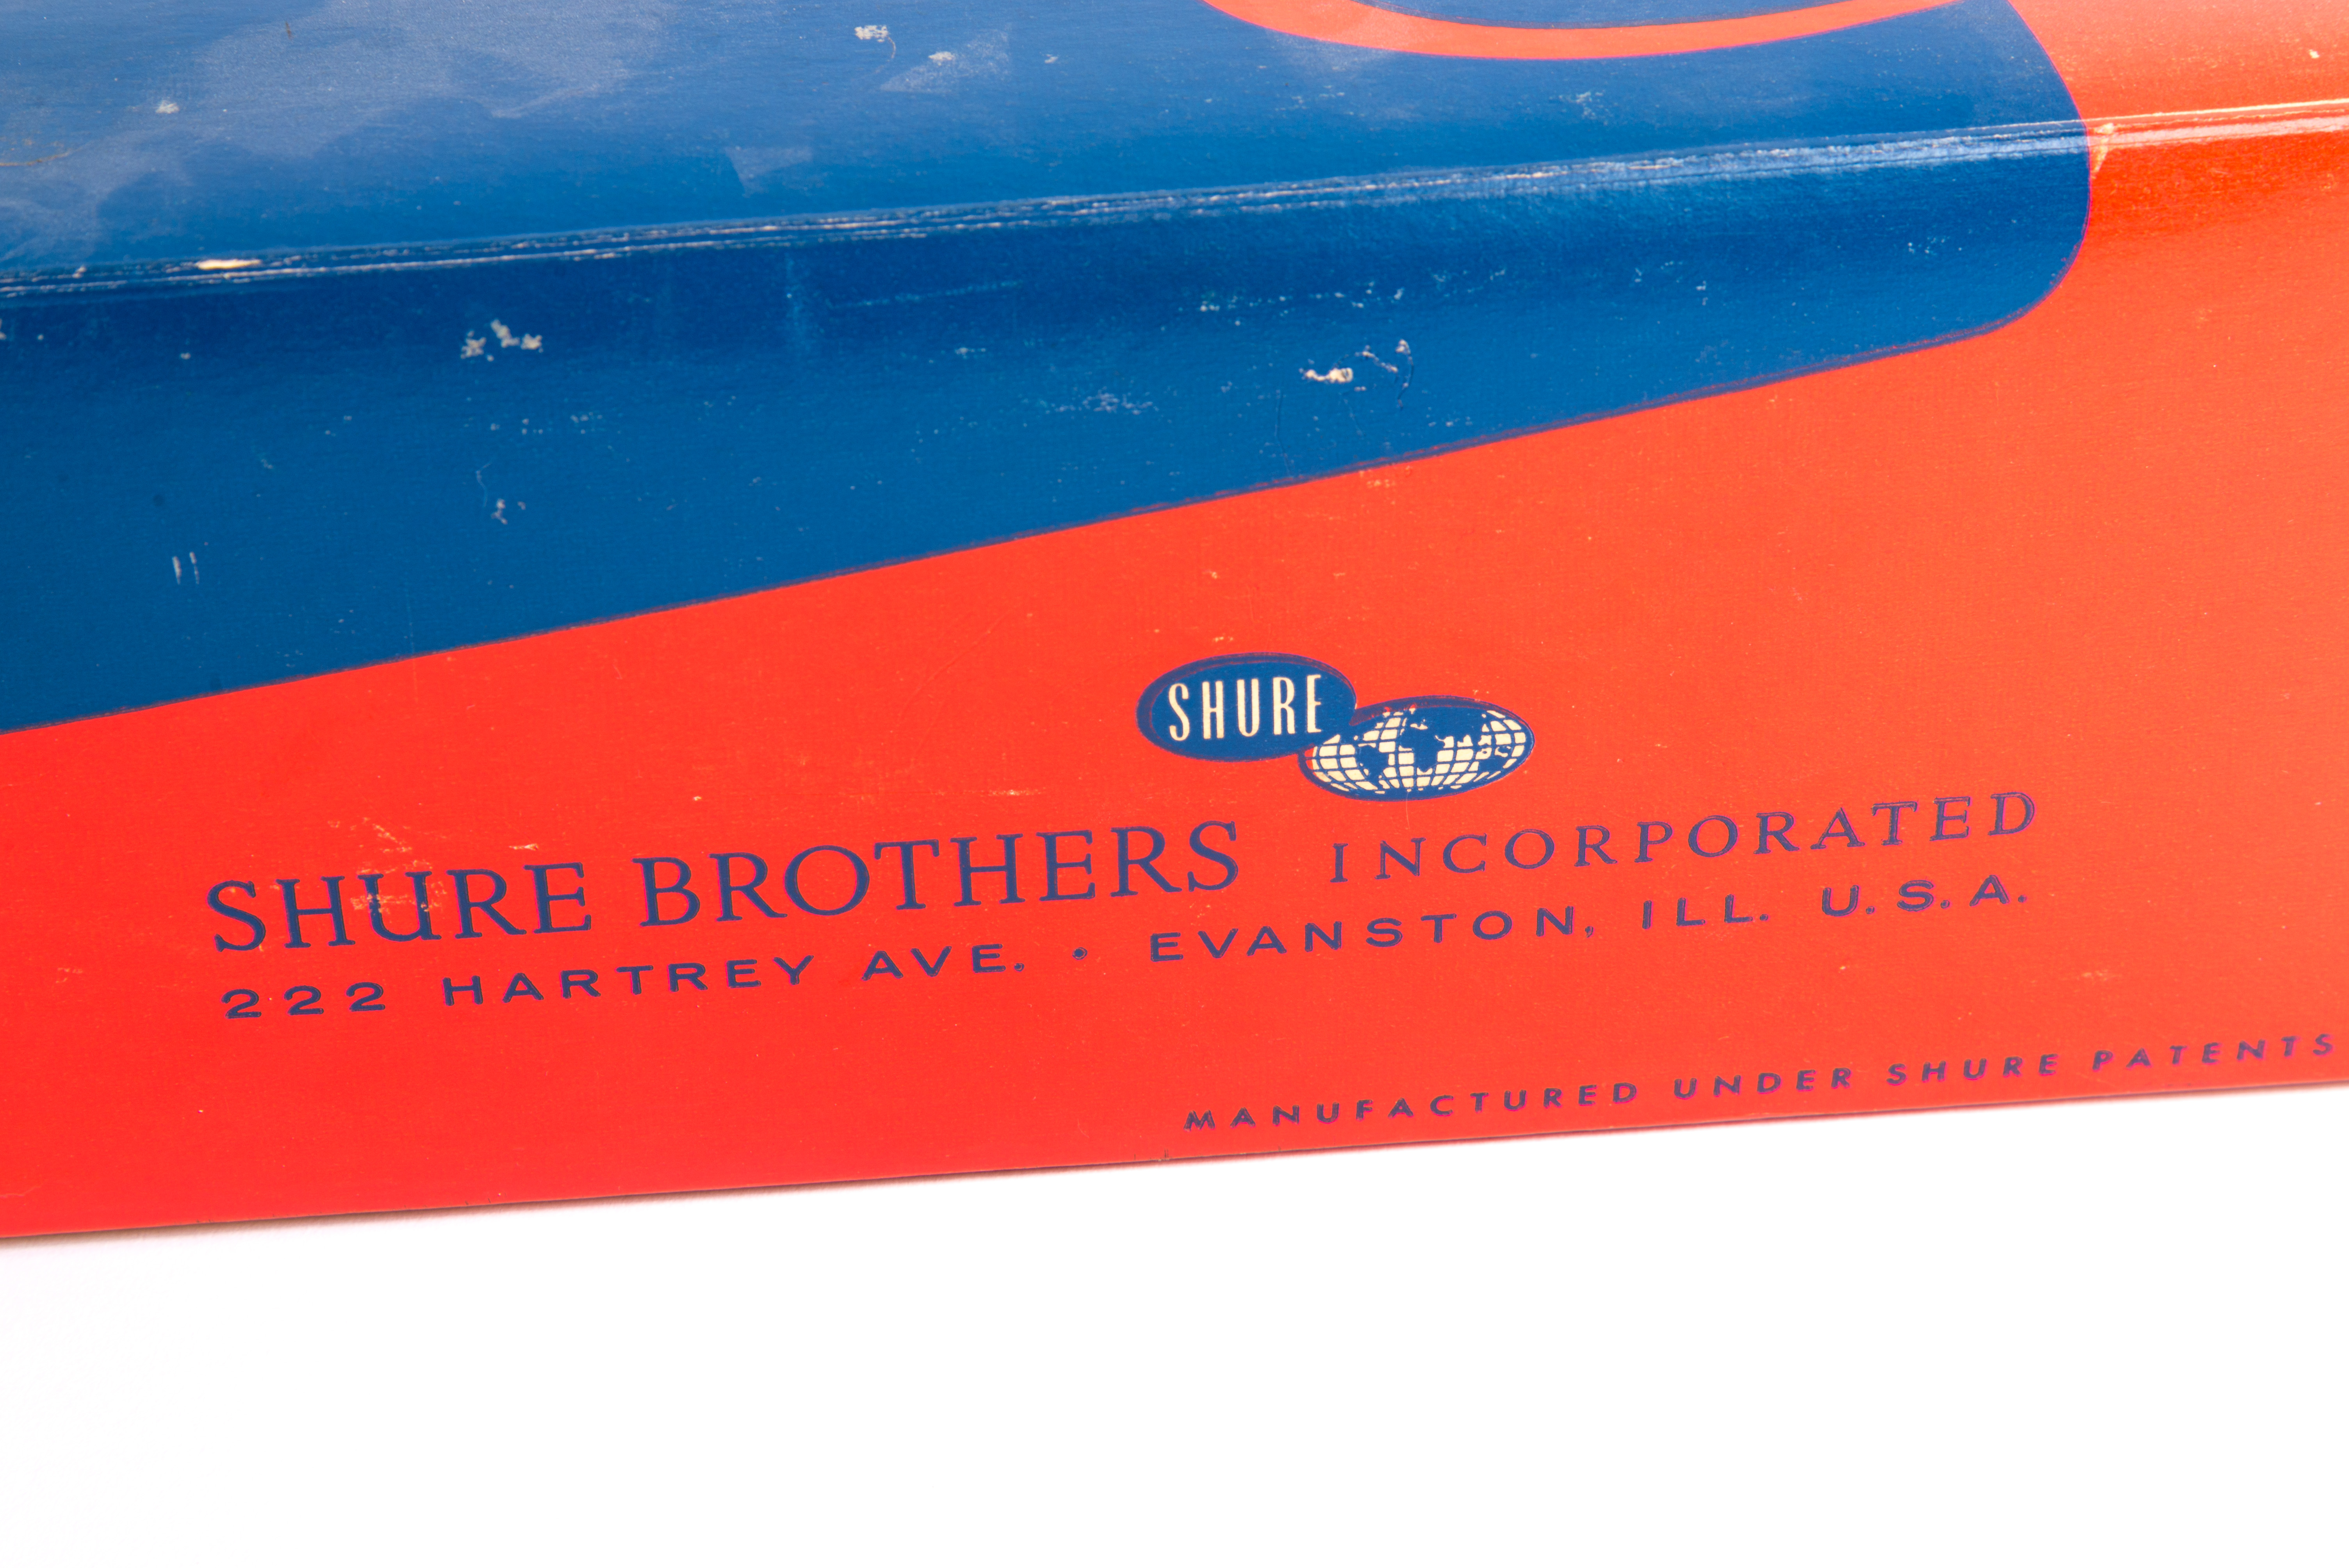 SHURE
SHURE BROTHERS INCORPORATED
222 HARTREY AVE. • EVANSTON, ILL. U.S.A.
MANUFACTURED UNDER SHURE PATENTS